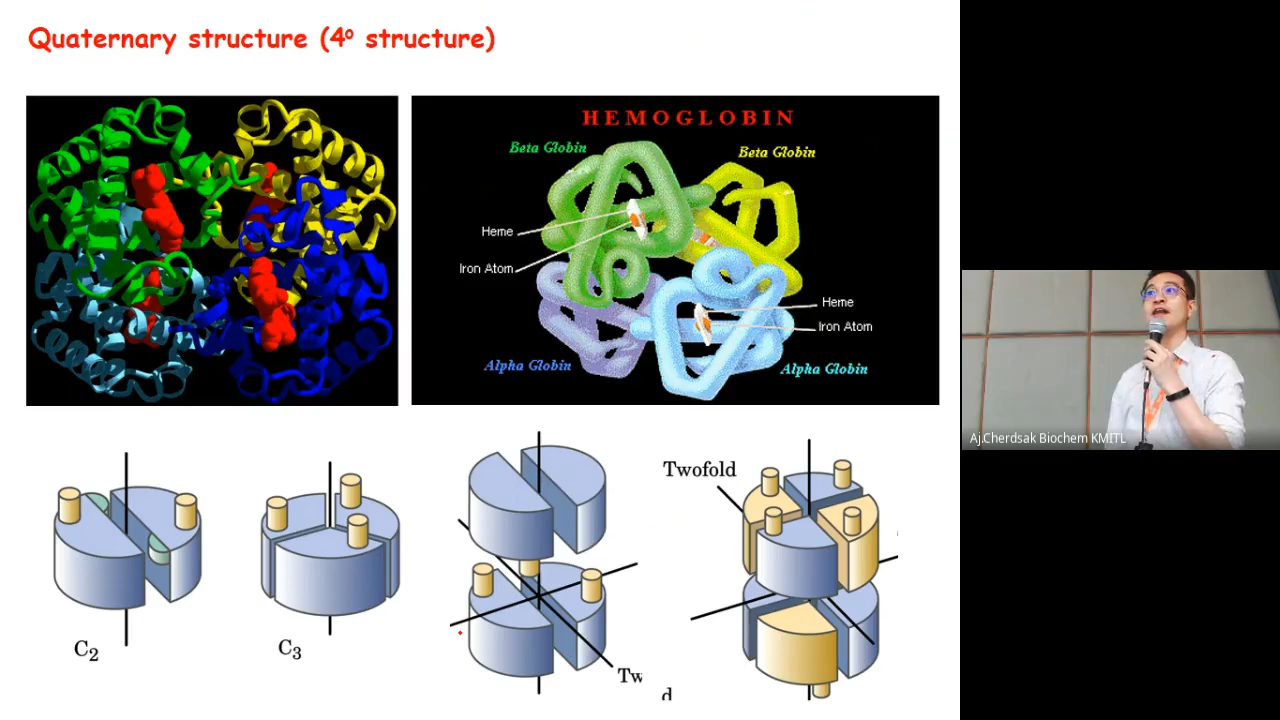 Quaternary structure (4º structure)
HEMOGLOBIN
Beta Globin
Beta Globin
Heme
Iron Atom
Heme
Iron Atom
Alpha Globin
Alpha Globin
Aj.Cherdsak Biochem KMITL
Twofold
C2
C3
Tw
d